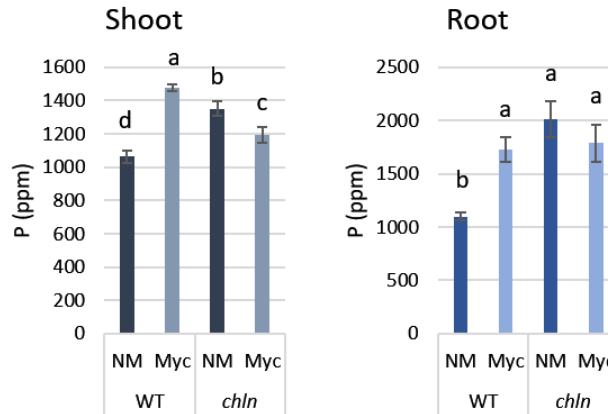 Shoot
P (ppm)
1600
1400
1200
1000
800
600
400
200
0
d
a
b
c
NM Myc NM Myc
WT chln
Root
P (ppm)
2500
2000
1500
1000
500
0
b
a
a
a
NM Myc NM Myc
WT chln